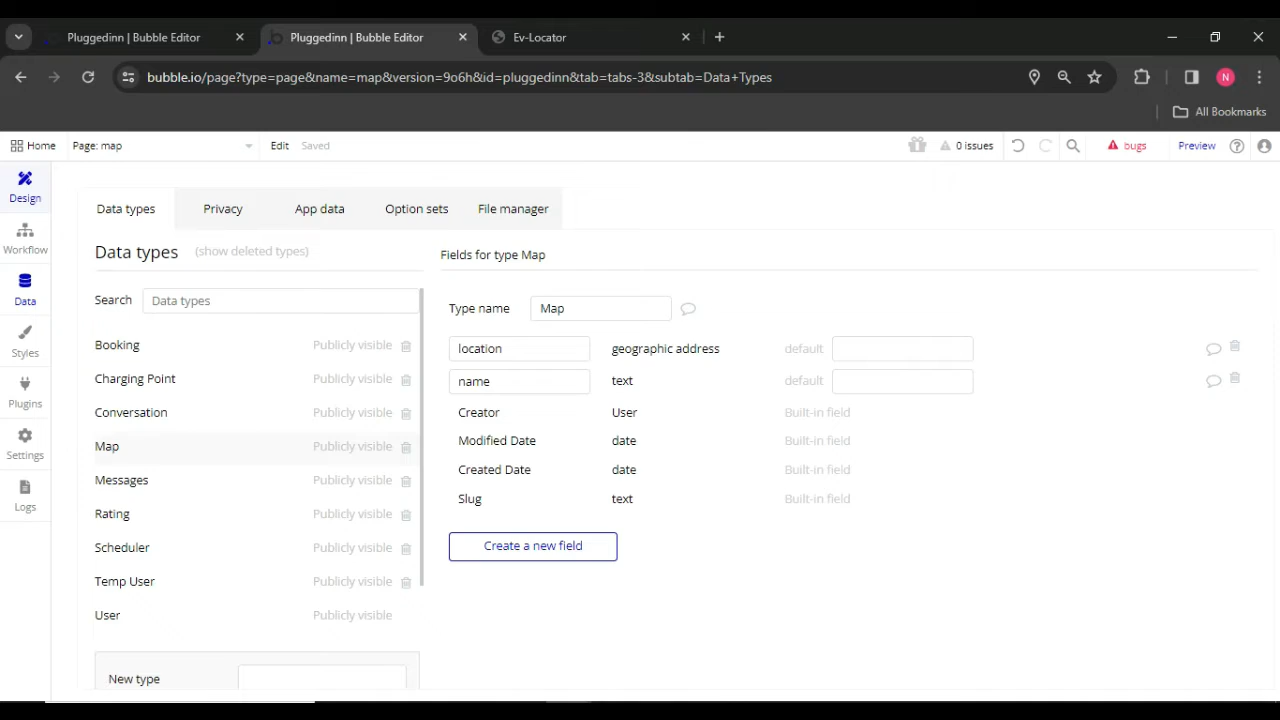 Pluggedinn | Bubble Editor
Pluggedinn | Bubble Editor
Ev-Locator
bubble.io/page?type=page&name=map&version=9o6h&id=pluggedinn&tab=tabs-3&subtab=Data+Types
N
All Bookmarks
Home Page: map Edit Saved 0 issues bugs Preview
Design
Workflow
Data
Styles
Plugins
Settings
Logs
Data types Privacy App data Option sets File manager
Data types (show deleted types)
Search Data types
Booking Publicly visible
Charging Point Publicly visible
Conversation Publicly visible
Map Publicly visible
Messages Publicly visible
Rating Publicly visible
Scheduler Publicly visible
Temp User Publicly visible
User Publicly visible
New type
Fields for type Map
Type name Map
location geographic address default
name text default
Creator User Built-in field
Modified Date date Built-in field
Created Date date Built-in field
Slug text Built-in field
Create a new field